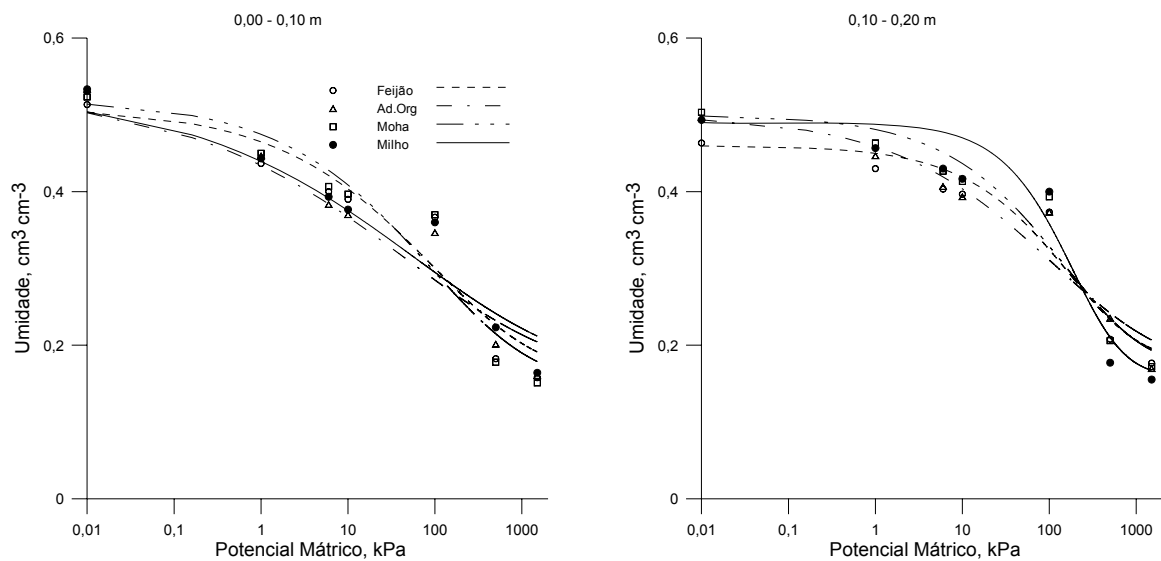 0,00 - 0,10 m
0,6
0,4
0,2
0
Umidade, cm3 cm-3
Feijão
Ad.Org
Moha
Milho
0,01 0,1 1 10 100 1000
Potencial Mátrico, kPa
0,10 - 0,20 m
0,6
0,4
0,2
0
Umidade, cm3 cm-3
0,01 0,1 1 10 100 1000
Potencial Mátrico, kPa